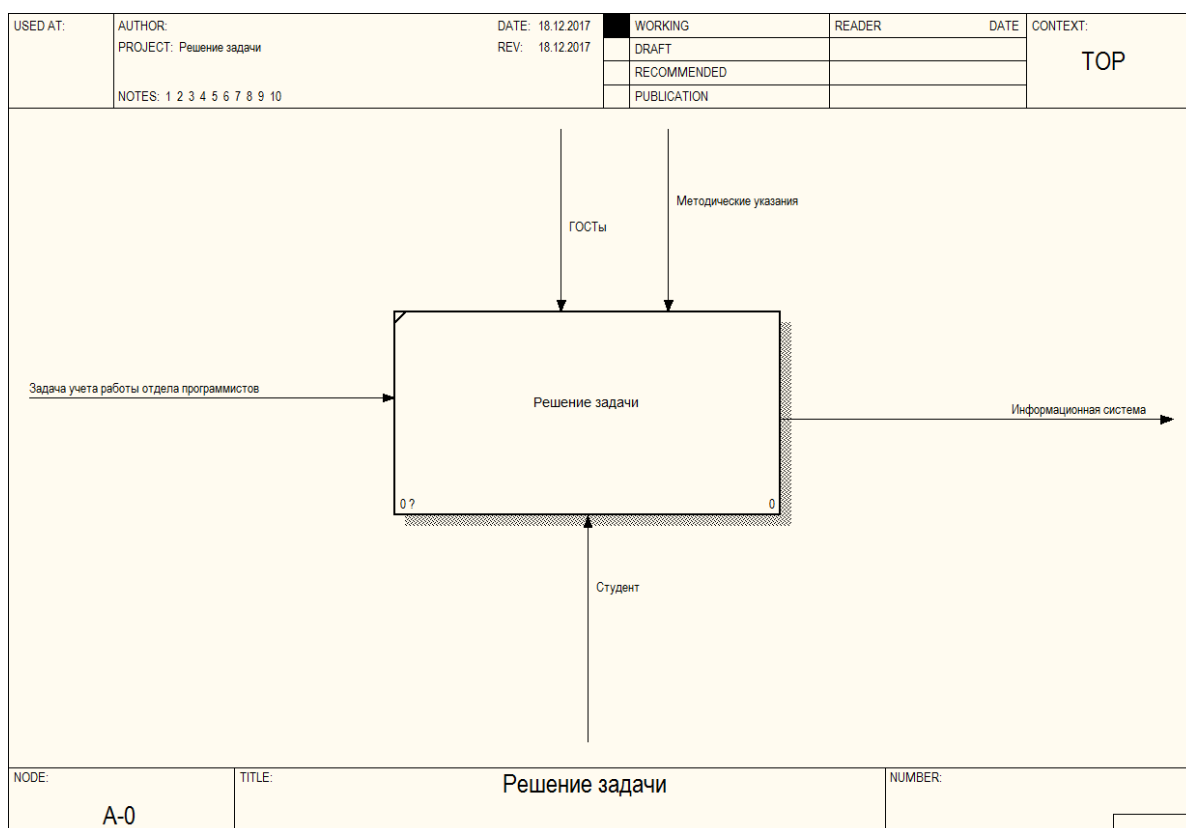 USED AT:
AUTHOR:
DATE: 18.12.2017
WORKING
READER
DATE
CONTEXT:
PROJECT: Решение задачи
REV: 18.12.2017
DRAFT
TOP
RECOMMENDED
NOTES: 1 2 3 4 5 6 7 8 9 10
PUBLICATION
Методические указания
ГОСТы
Задача учета работы отдела программистов
Решение задачи
Информационная система
0 ?
0
Студент
NODE:
TITLE:
Решение задачи
NUMBER:
A-0